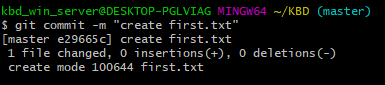 kbd_win_server@DESKTOP-PGLVIAG MINGW64 ~/KBD (master)
$ git commit -m "create first.txt"
[master e29665c] create first.txt
 1 file changed, 0 insertions(+), 0 deletions(-)
 create mode 100644 first.txt